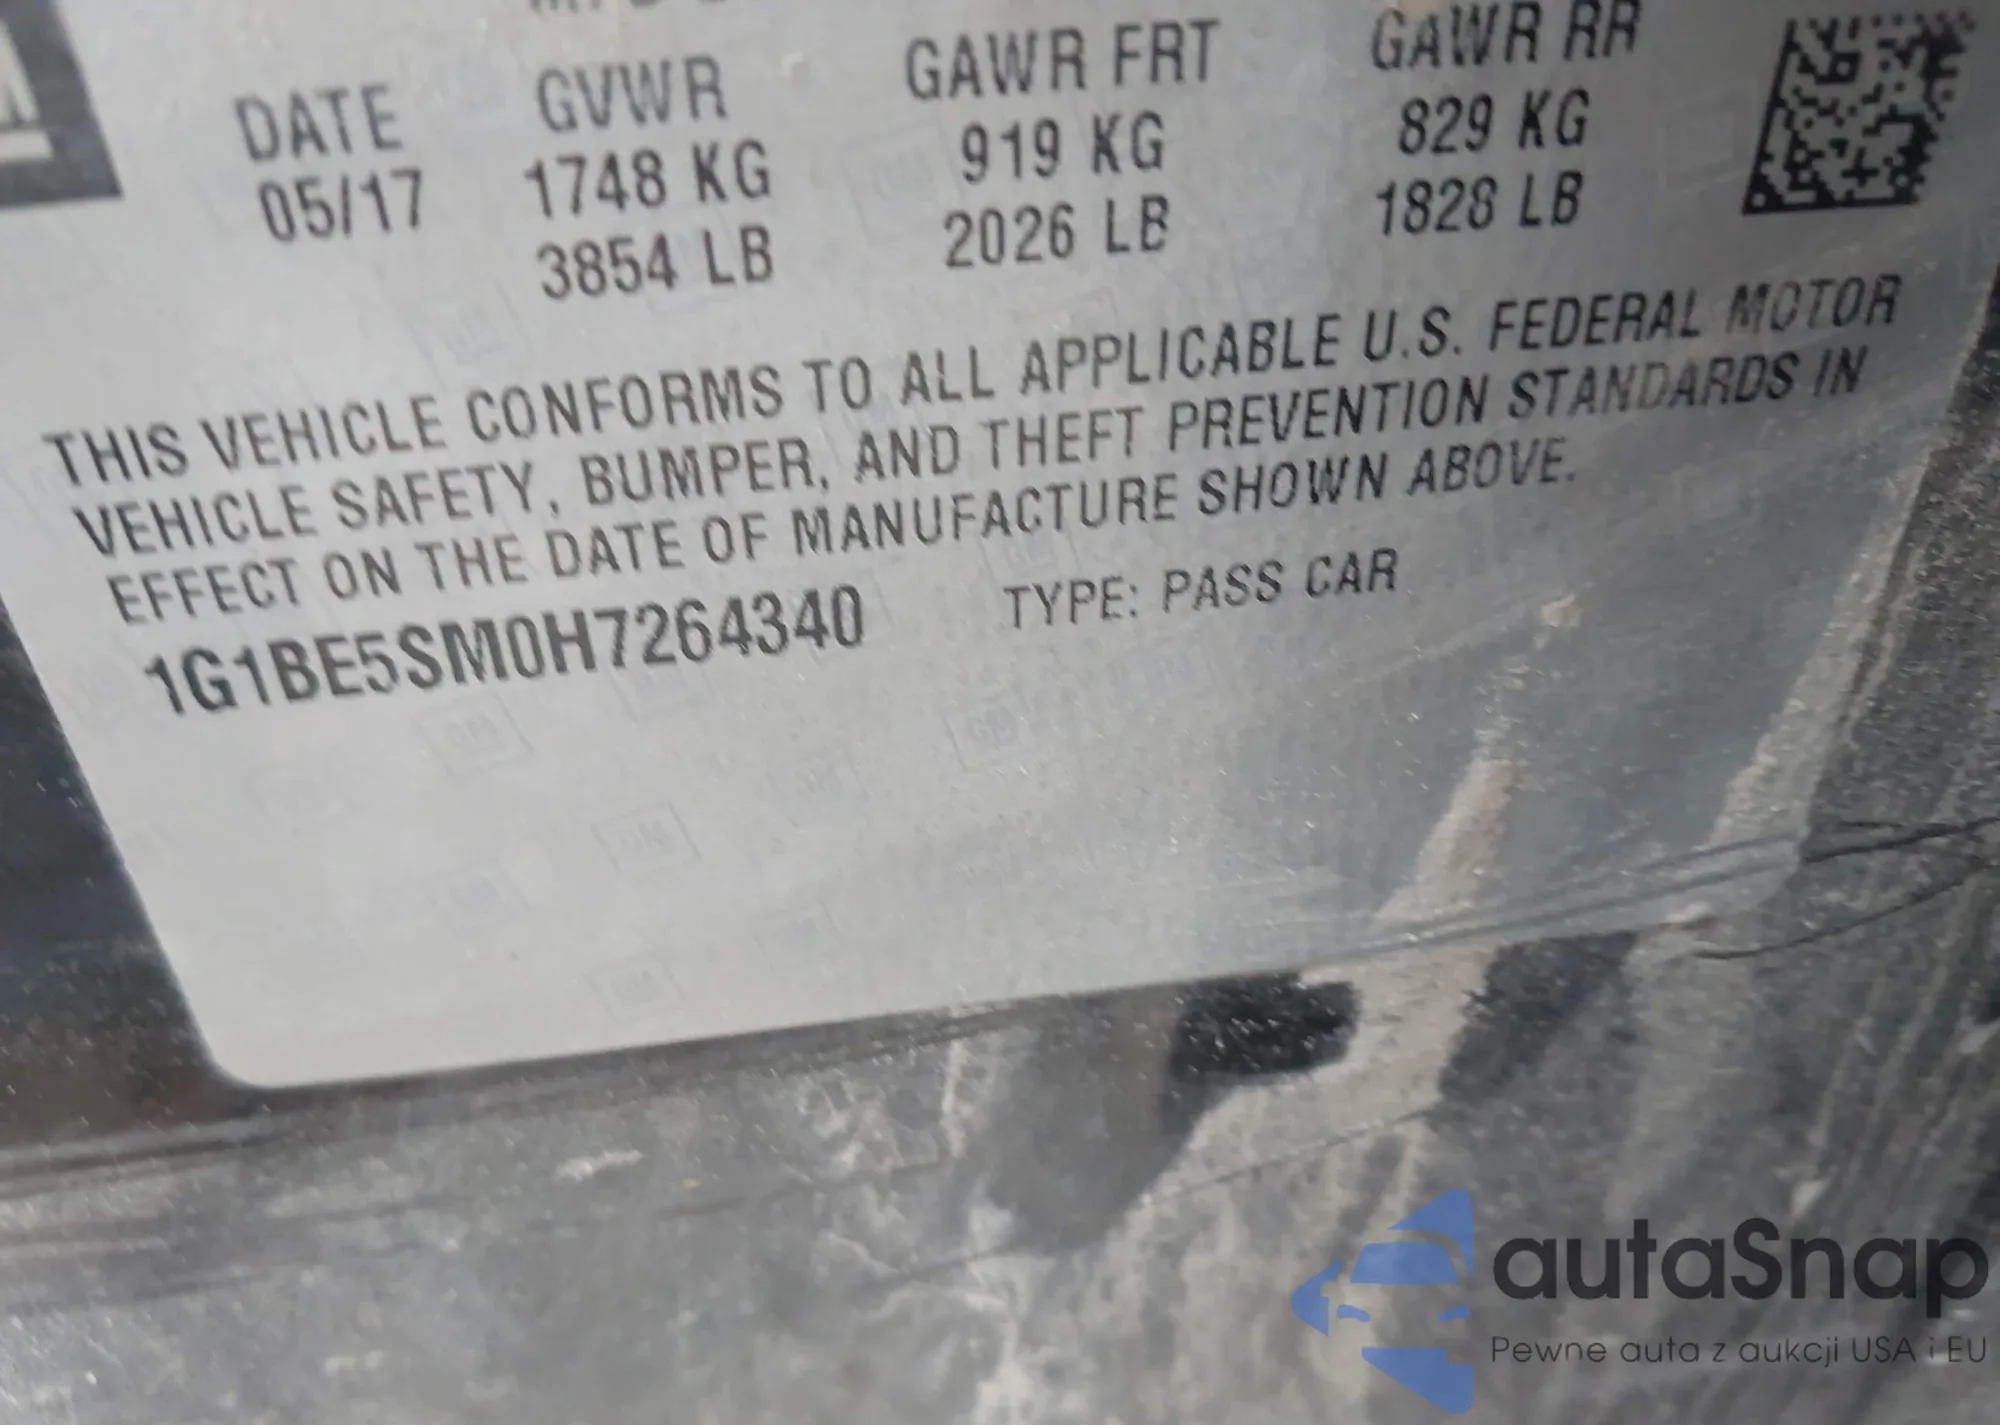 DATE GVWR GAWR FRT GAWR RR
05/17 1748 KG 919 KG 829 KG
3854 LB 2026 LB 1828 LB
THIS VEHICLE CONFORMS TO ALL APPLICABLE U.S. FEDERAL MOTOR
VEHICLE SAFETY, BUMPER, AND THEFT PREVENTION STANDARDS IN
EFFECT ON THE DATE OF MANUFACTURE SHOWN ABOVE.
1G1BE5SM0H7264340 TYPE: PASS CAR
autaSnap
Pewne auta z aukcji USA i EU